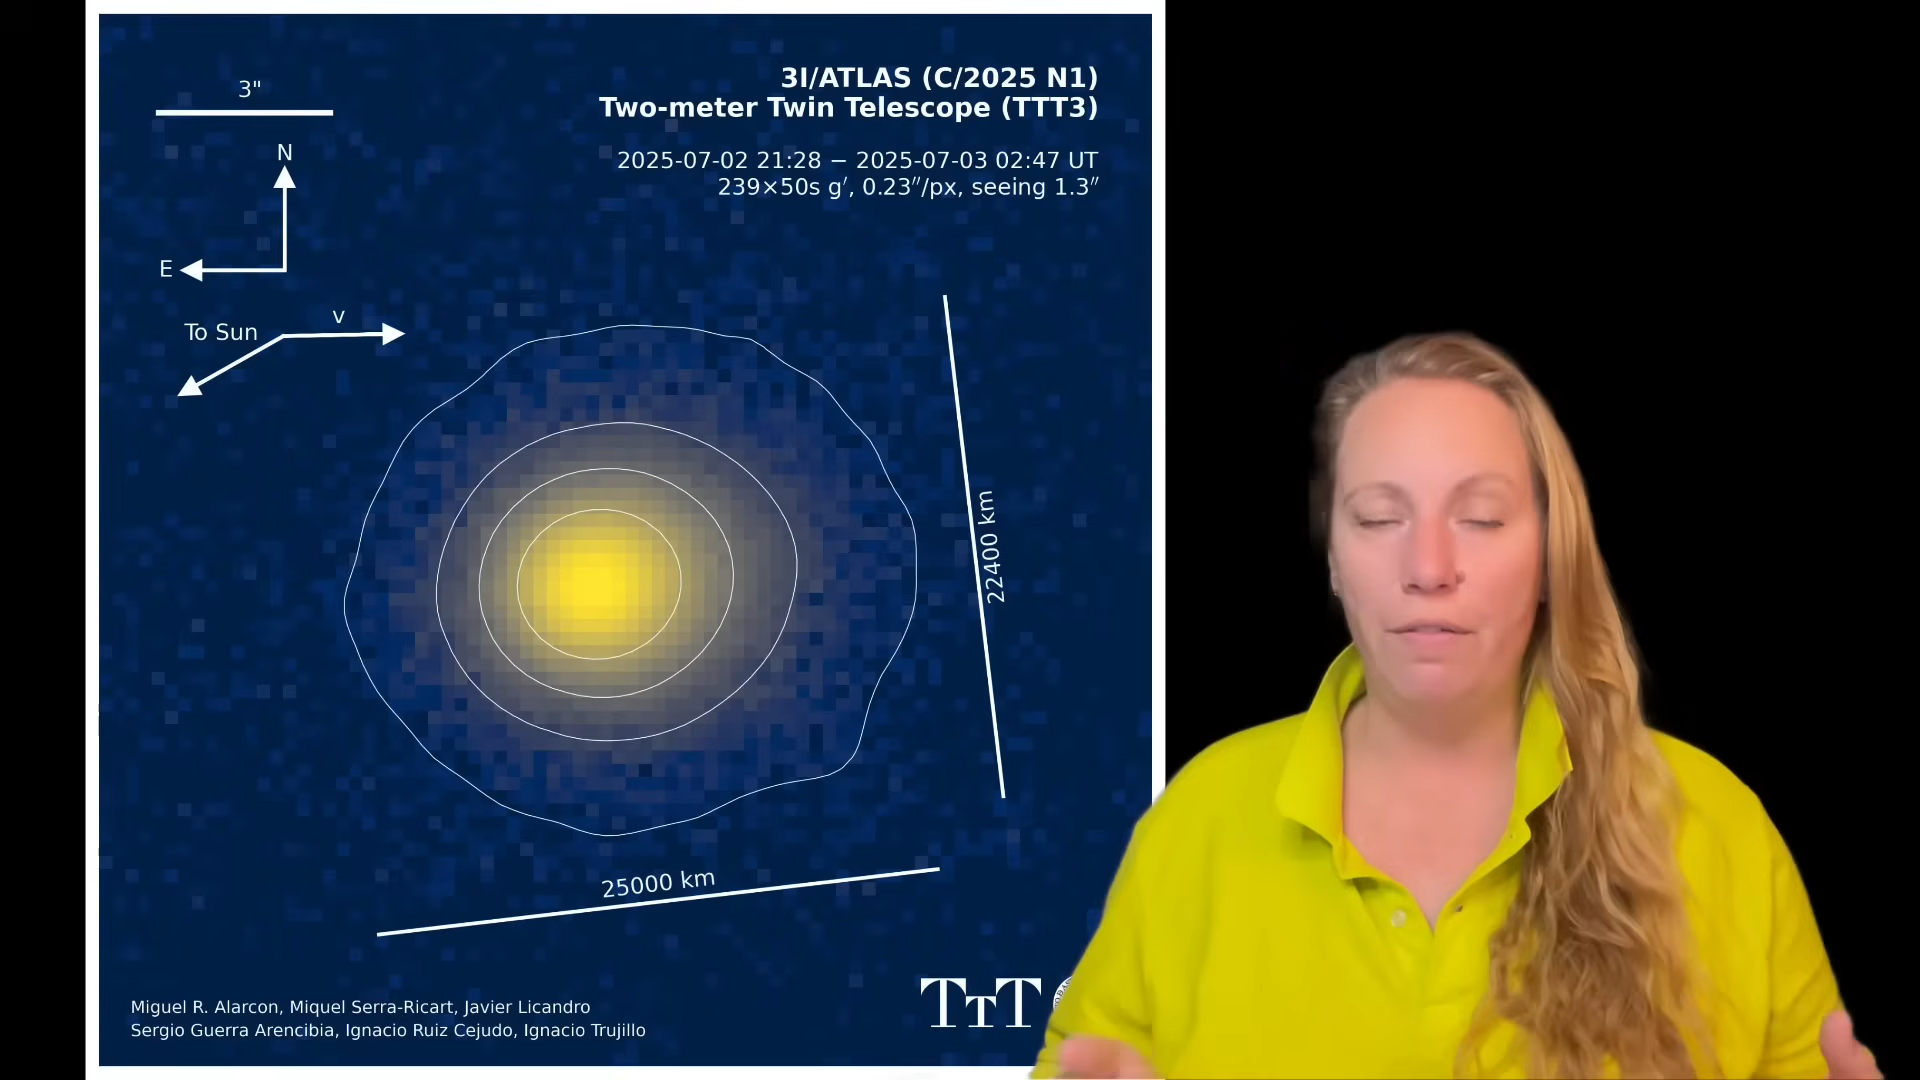 3"
3I/ATLAS (C/2025 N1)
Two-meter Twin Telescope (TTT3)
2025-07-02 21:28 − 2025-07-03 02:47 UT
239×50s g′, 0.23″/px, seeing 1.3″
N
E
To Sun
v
22400 km
25000 km
Miguel R. Alarcon, Miquel Serra-Ricart, Javier Licandro
Sergio Guerra Arencibia, Ignacio Ruiz Cejudo, Ignacio Trujillo
TTT